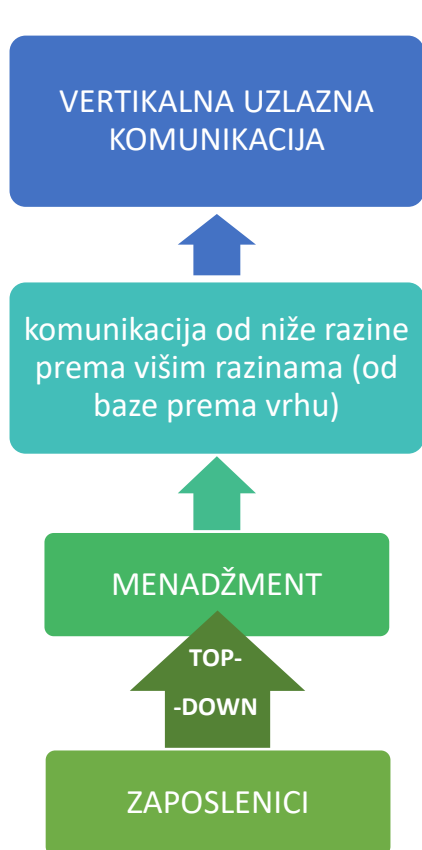 VERTIKALNA UZLAZNA
KOMUNIKACIJA
komunikacija od niže razine
prema višim razinama (od
baze prema vrhu)
MENADŽMENT
TOP-
-DOWN
ZAPOSLENICI